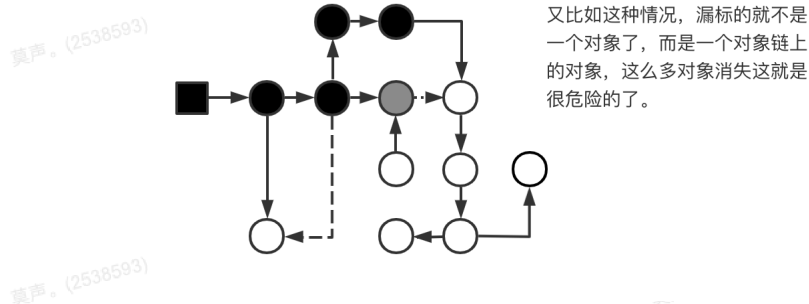 又比如这种情况，漏标的就不是
一个对象了，而是一个对象链上
的对象，这么多对象消失这就是
很危险的了。
莫声。(2538593)
莫声。(2538593)